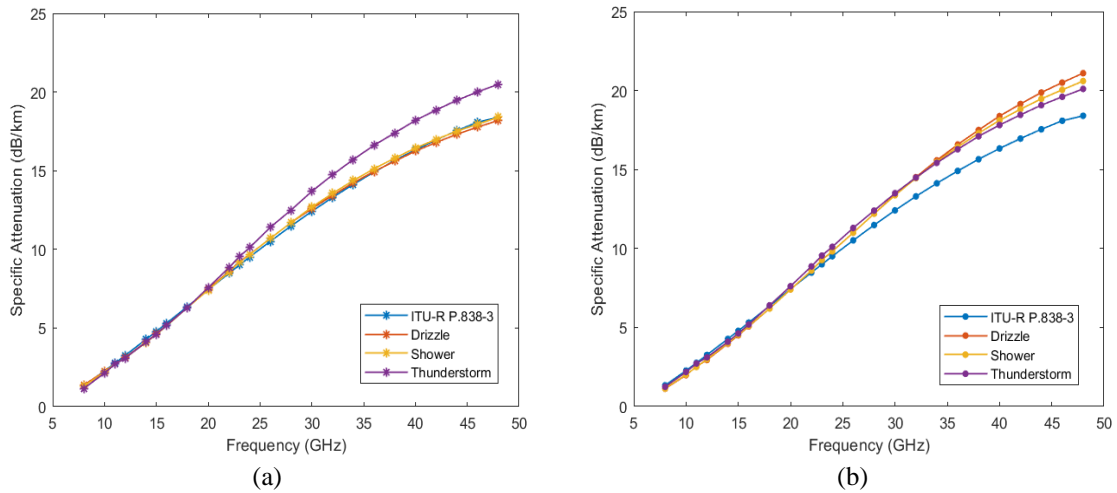 25
20
15
10
5
0
Specific Attenuation (dB/km)
5 10 15 20 25 30 35 40 45 50
Frequency (GHz)
ITU-R P.838-3
Drizzle
Shower
Thunderstorm
(a)
25
20
15
10
5
0
Specific Attenuation (dB/km)
5 10 15 20 25 30 35 40 45 50
Frequency (GHz)
ITU-R P.838-3
Drizzle
Shower
Thunderstorm
(b)